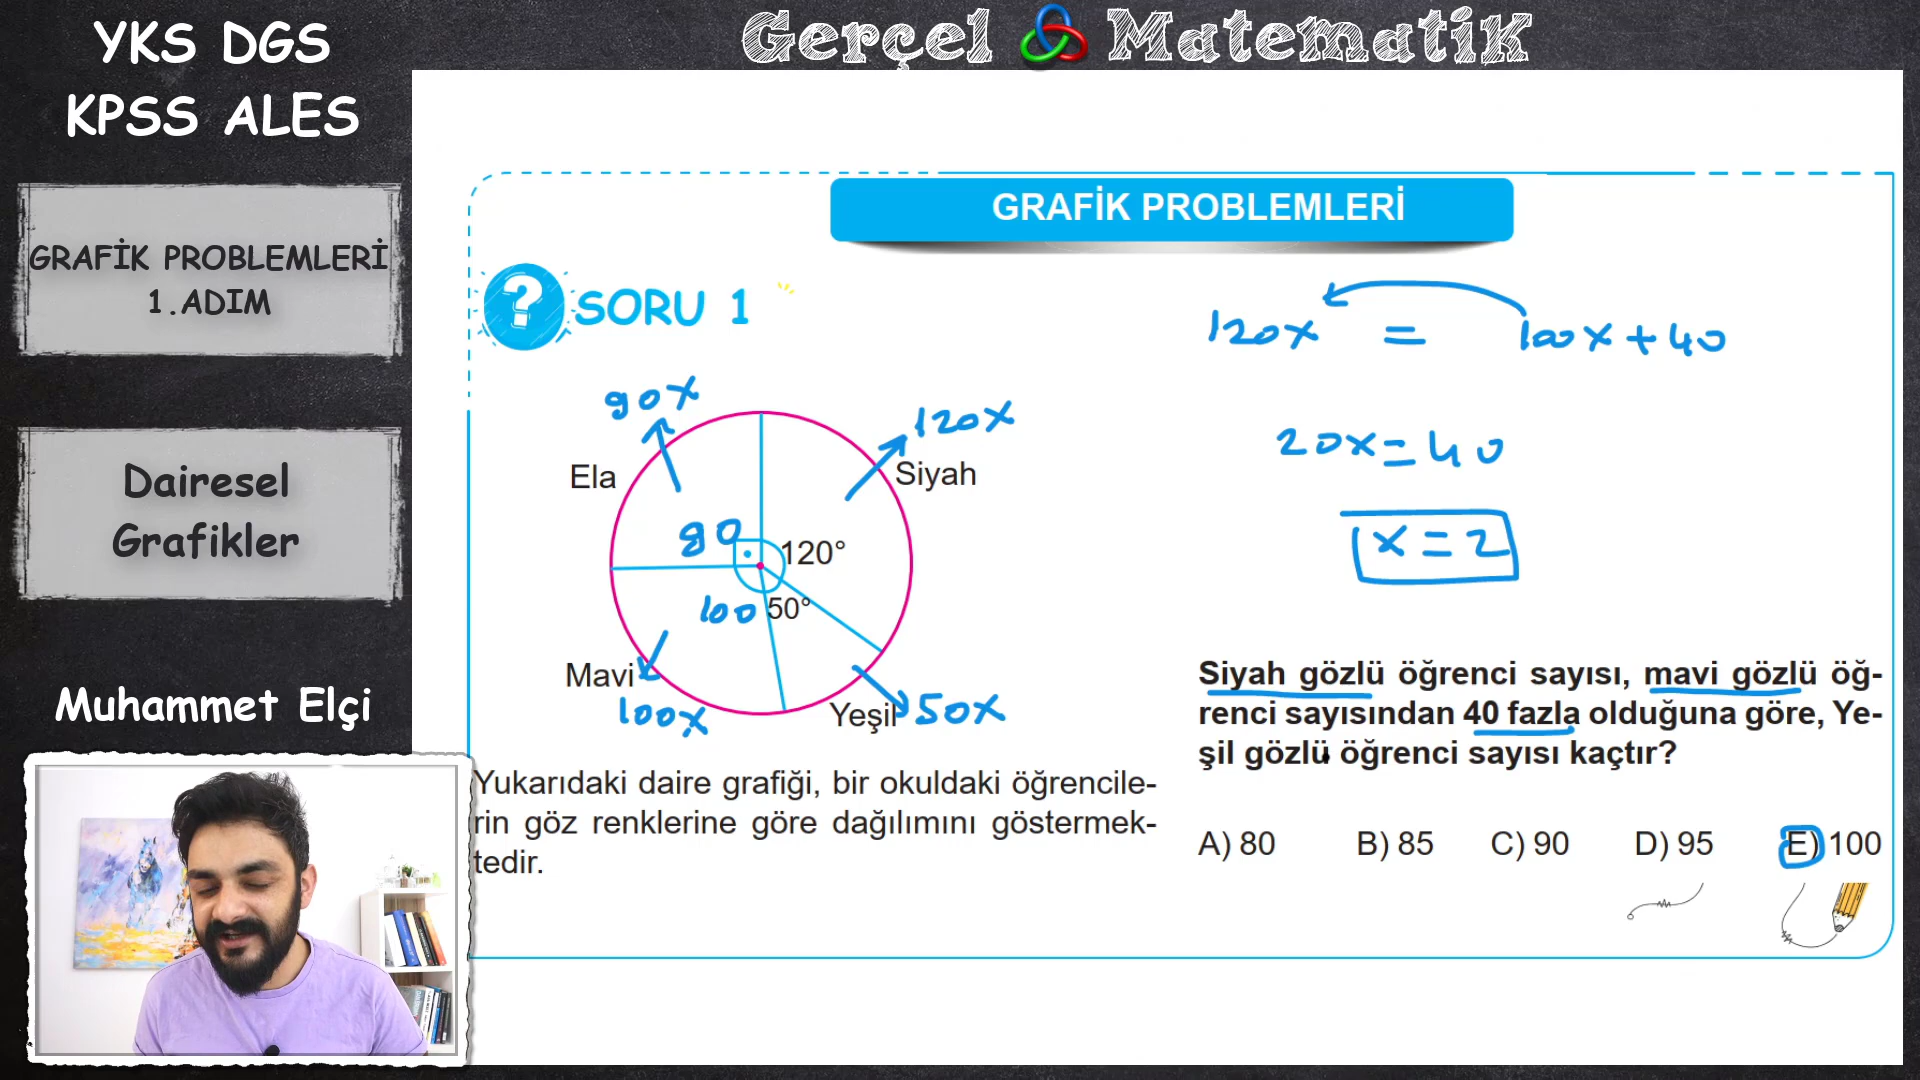 YKS DGS
KPSS ALES
Gerçel Matematik
GRAFİK PROBLEMLERİ
1.ADIM
Dairesel
Grafikler
Muhammet Elçi
GRAFİK PROBLEMLERİ
? SORU 1
90x
120x
Ela
Siyah
90
120°
100
50°
Mavi
100x
Yeşil
50x
Yukarıdaki daire grafiği, bir okuldaki öğrencile-
rin göz renklerine göre dağılımını göstermek-
tedir.
120x = 100x + 40
20x = 40
x = 2
Siyah gözlü öğrenci sayısı, mavi gözlü öğ-
renci sayısından 40 fazla olduğuna göre, Ye-
şil gözlü öğrenci sayısı kaçtır?
A) 80 B) 85 C) 90 D) 95 E) 100